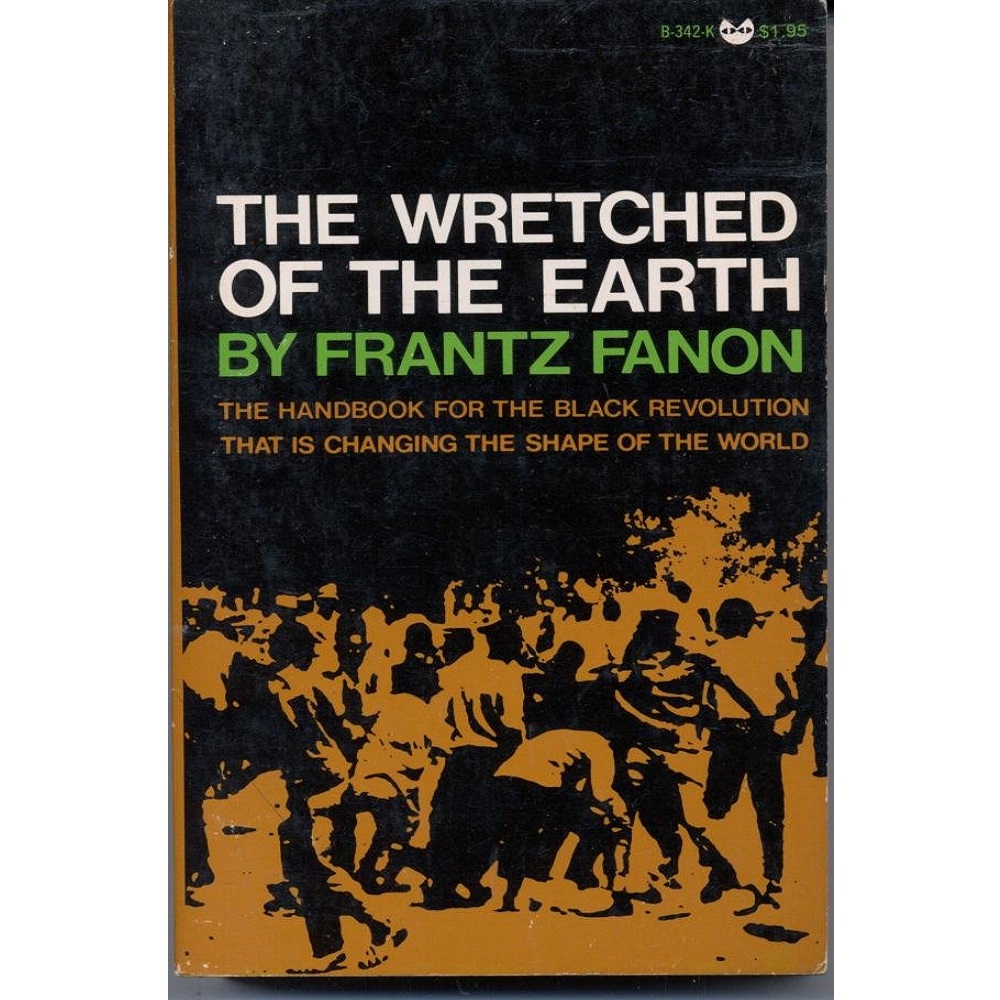 B-342-K $1.95
THE WRETCHED
OF THE EARTH
BY FRANTZ FANON
THE HANDBOOK FOR THE BLACK REVOLUTION
THAT IS CHANGING THE SHAPE OF THE WORLD